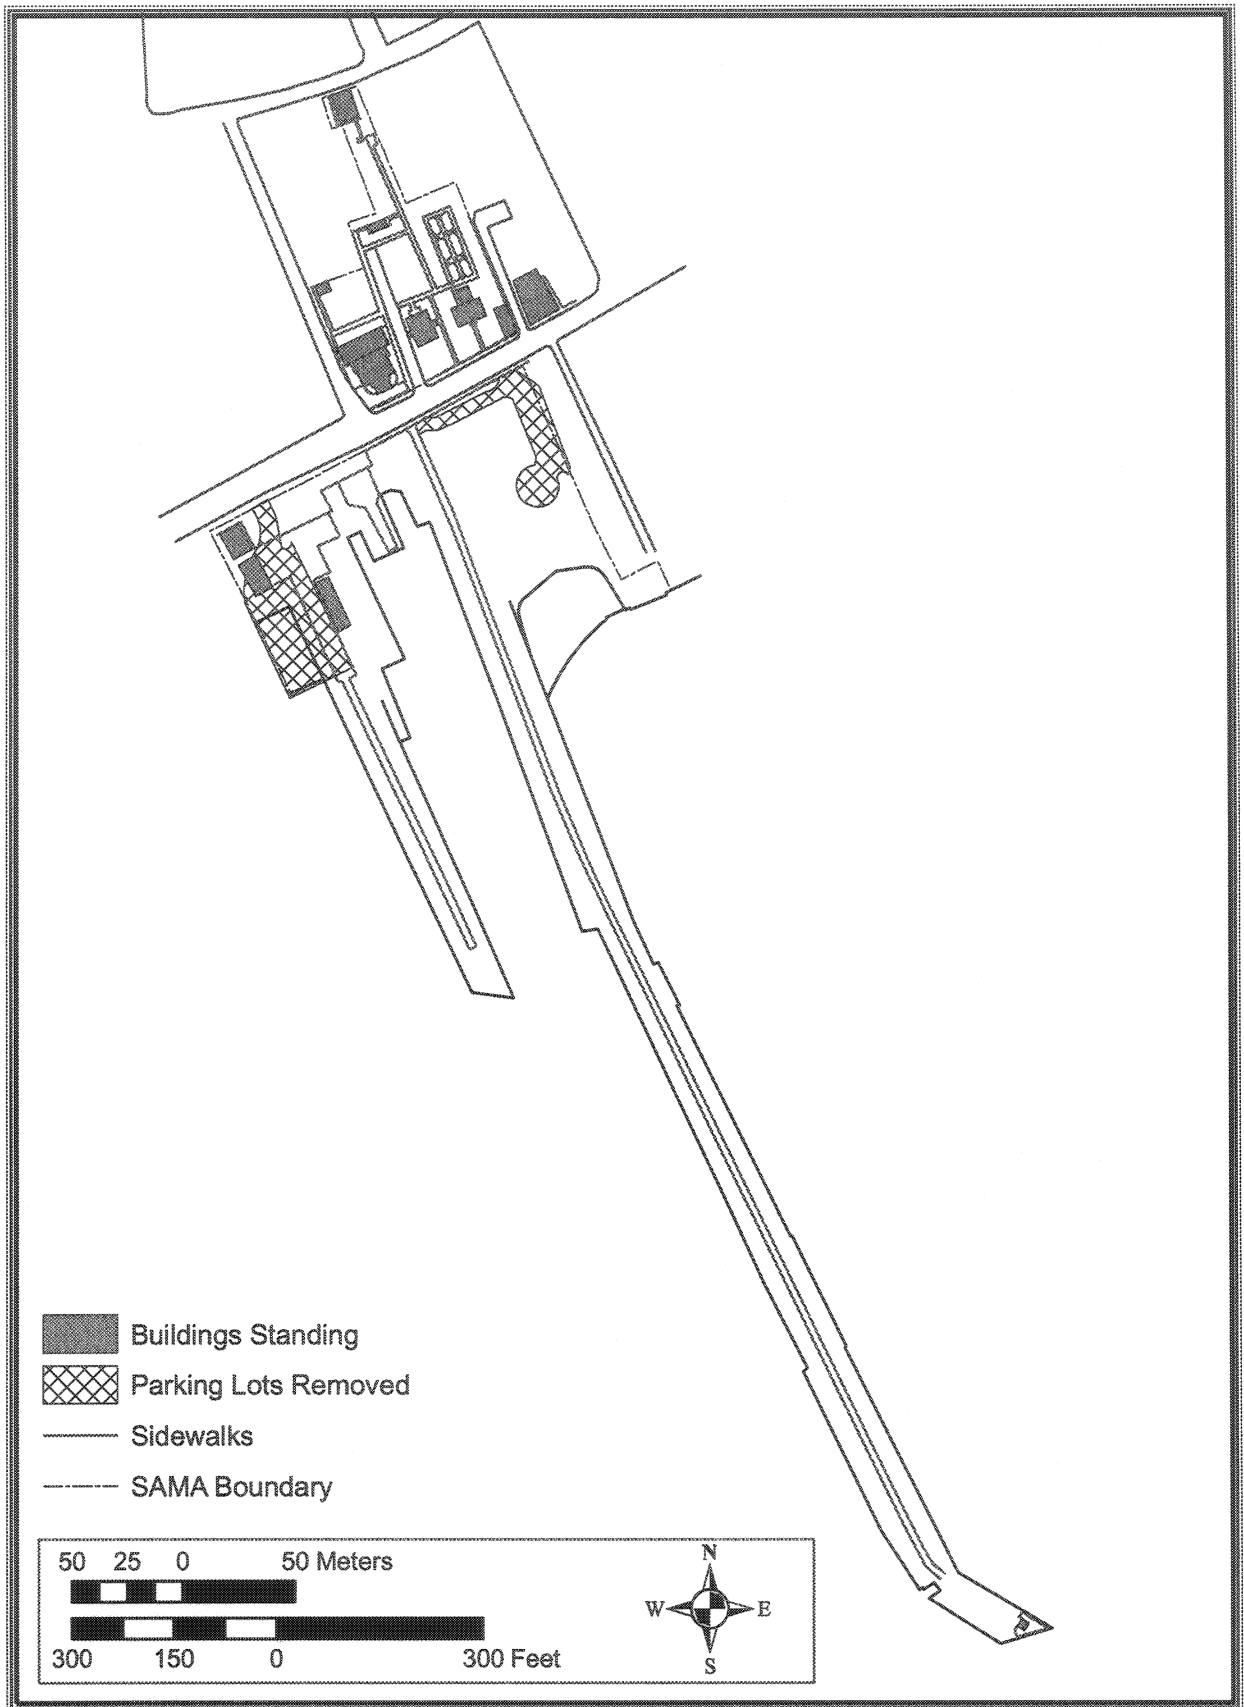 Buildings Standing
Parking Lots Removed
Sidewalks
SAMA Boundary
50 25 0 50 Meters
300 150 0 300 Feet
N
W E
S